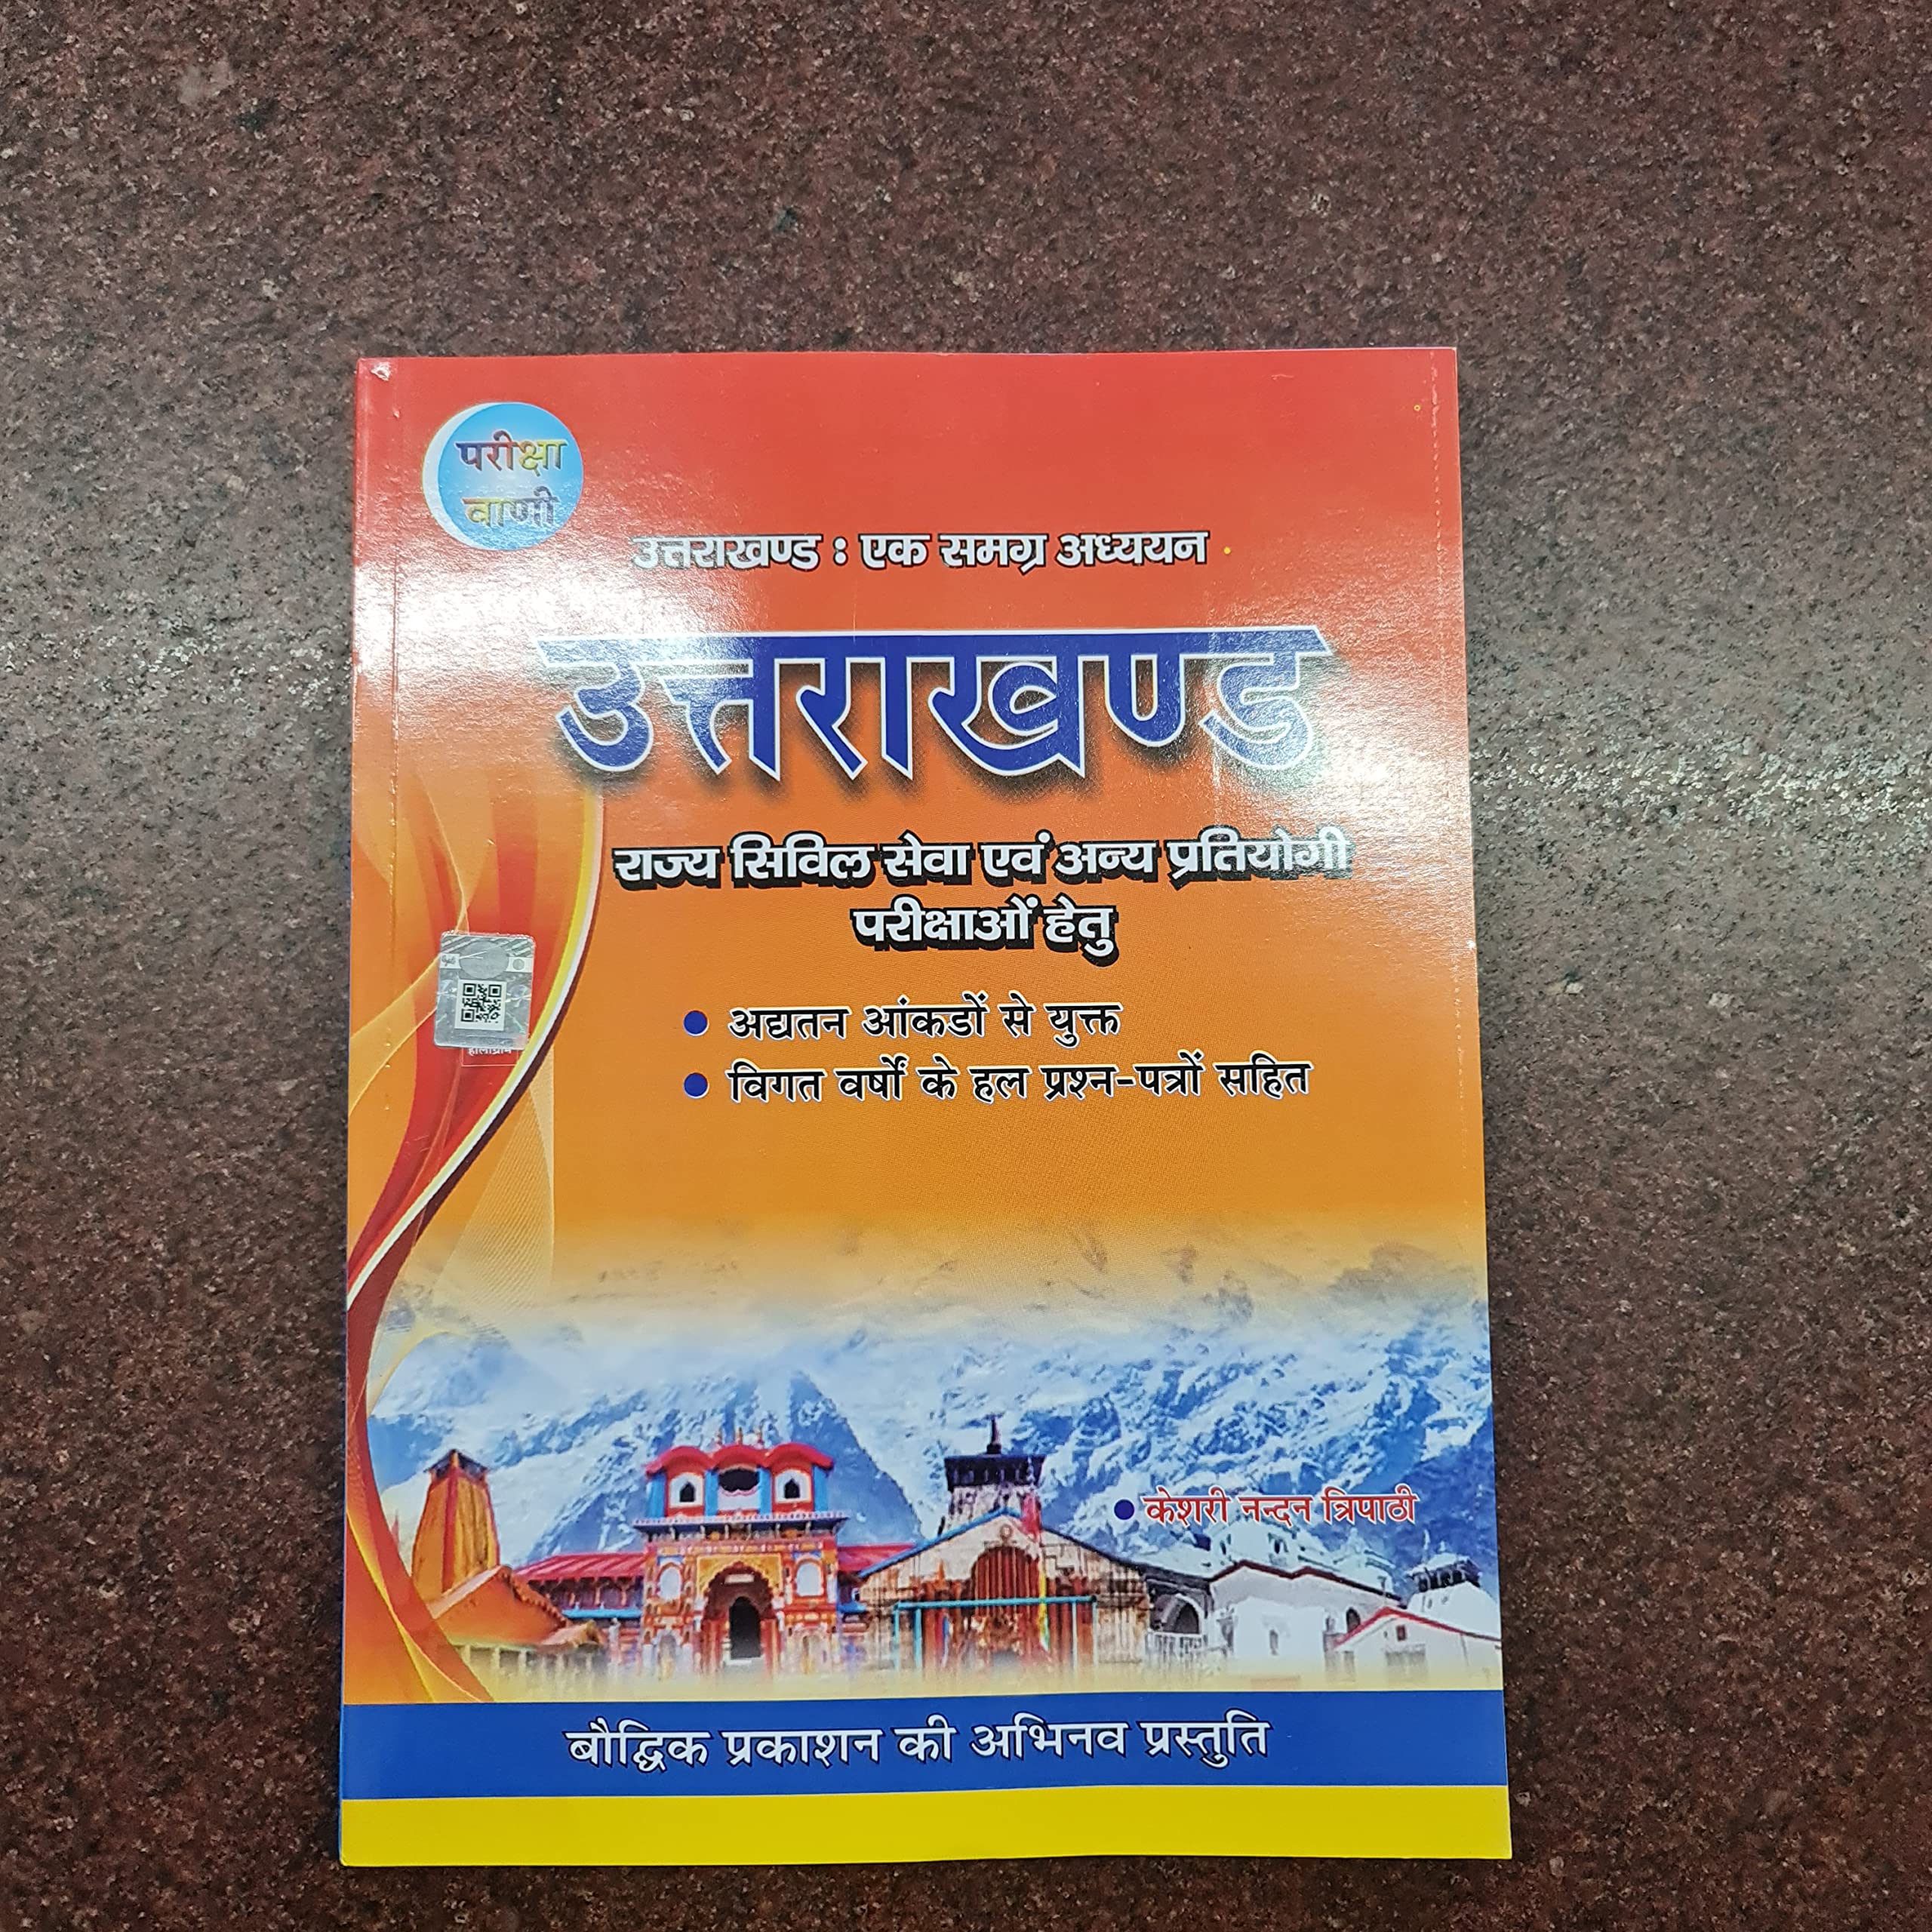 परीक्षा
वाणी
उत्तराखण्ड : एक समग्र अध्ययन
उत्तराखण्ड
राज्य सिविल सेवा एवं अन्य प्रतियोगी
परीक्षाओं हेतु
• अद्यतन आंकडों से युक्त
• विगत वर्षों के हल प्रश्न-पत्रों सहित
• केशरी नन्दन त्रिपाठी
बौद्धिक प्रकाशन की अभिनव प्रस्तुति